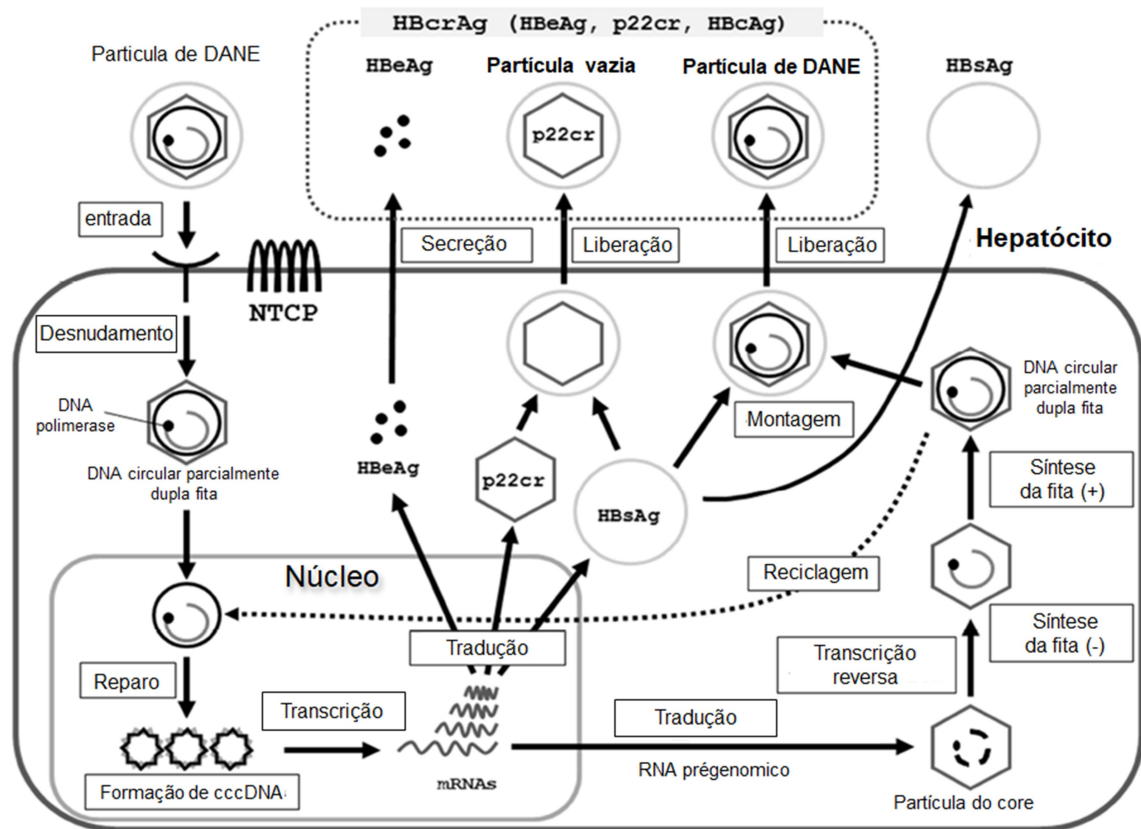 HBcrAg (HBeAg, p22cr, HBcAg)
Partícula de DANE
HBeAg
Partícula vazia
Partícula de DANE
HBsAg
p22cr
entrada
Secreção
Liberação
Liberação
Hepatócito
NTCP
Desnudamento
DNA
polimerase
DNA circular parcialmente
dupla fita
HBeAg
p22cr
HBsAg
Montagem
DNA circular
parcialmente
dupla fita
Síntese
da fita (+)
Núcleo
Reciclagem
Tradução
Síntese
da fita (-)
Reparo
Transcrição
Transcrição
reversa
Tradução
Formação de cccDNA
mRNAs
RNA prégenomico
Partícula do core